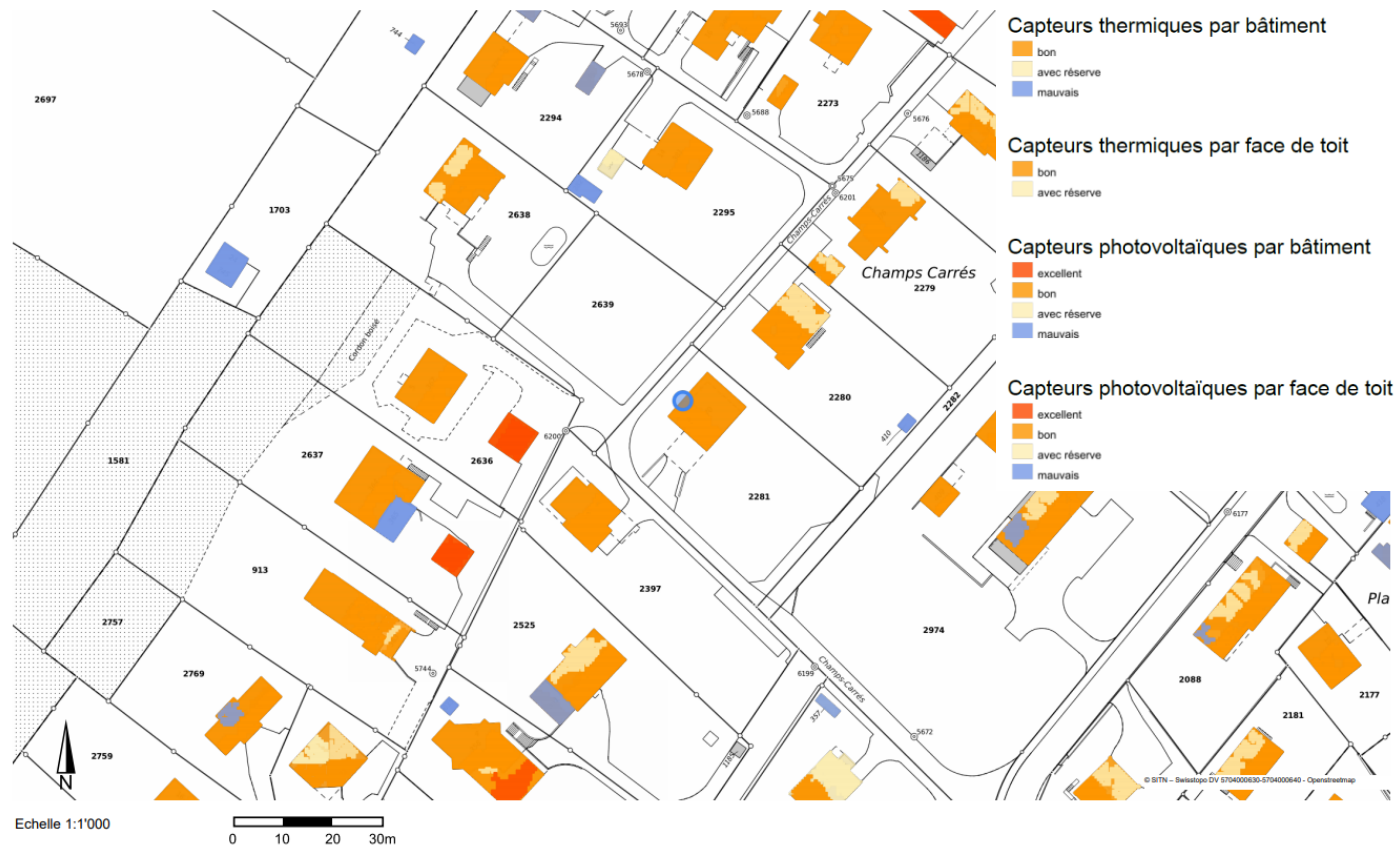 Capteurs thermiques par bâtiment
bon
avec réserve
mauvais
Capteurs thermiques par face de toit
bon
avec réserve
Capteurs photovoltaïques par bâtiment
excellent
bon
avec réserve
mauvais
Capteurs photovoltaïques par face de toit
excellent
bon
avec réserve
mauvais
5693
744
5678
2697
2273
5688
5676
2294
1186
5675
6201
1703
2638
2295
Champs-Carrés
Champs Carrés
2279
2639
Cordon boisé
2280
2282
410
6200
2637
2636
1581
2281
6177
913
2397
Pla
2757
2525
2974
2769
5744
6199
Champs-Carrés
2088
2177
357
2181
2759
1185
5672
N
© SITN – Swisstopo DV 5704000630-5704000640 - Openstreetmap
Echelle 1:1'000
0 10 20 30m